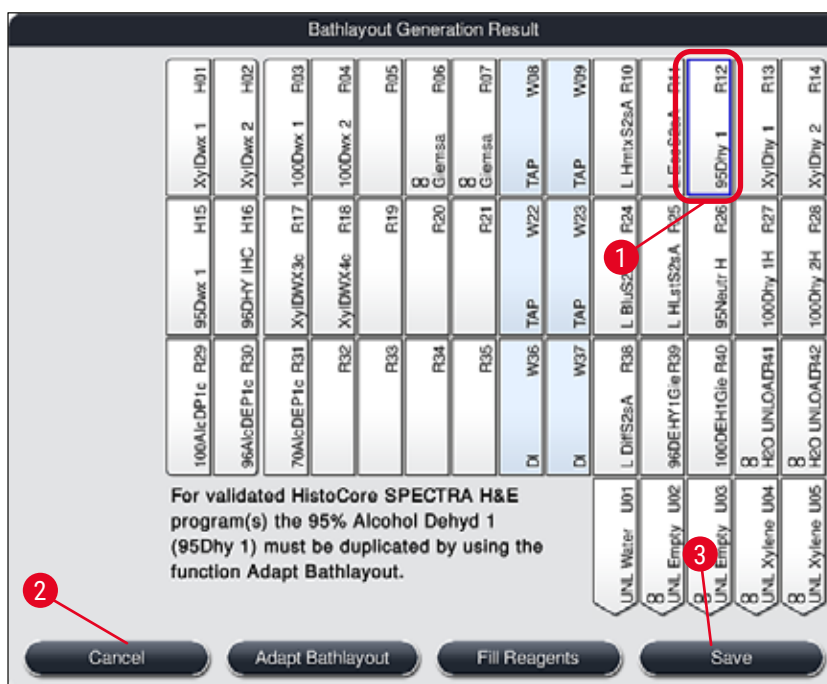 Bathlayout Generation Result
XylDwx 1 H01
XylDwx 2 H02
100Dwx 1 R03
100Dwx 2 R04
R05
∞ Giemsa R06
∞ Giemsa R07
TAP W08
TAP W09
L HmtxS2sA R10
L EosS2sA R11
95Dhy 1 R12
XylDhy 1 R13
XylDhy 2 R14
95Dwx 1 H15
96DHY IHC H16
XylDWX3c R17
XylDWX4c R18
R19
R20
R21
TAP W22
TAP W23
L BluS2 R24
L HLstS2sA R25
95Neutr H R26
100Dhy 1H R27
100Dhy 2H R28
1
100AlcDP1c R29
96AlcDEP1c R30
70AlcDEP1c R31
R32
R33
R34
R35
DI W36
DI W37
L DiffS2sA R38
96DEHY1Gie R39
100DEH1Gie R40
∞ H2O UNLOADR41
∞ H2O UNLOADR42
For validated HistoCore SPECTRA H&E
program(s) the 95% Alcohol Dehyd 1
(95Dhy 1) must be duplicated by using the
function Adapt Bathlayout.
UNL Water U01
∞ UNL Empty U02
∞ UNL Empty U03
∞ UNL Xylene U04
∞ UNL Xylene U05
2
3
Cancel
Adapt Bathlayout
Fill Reagents
Save